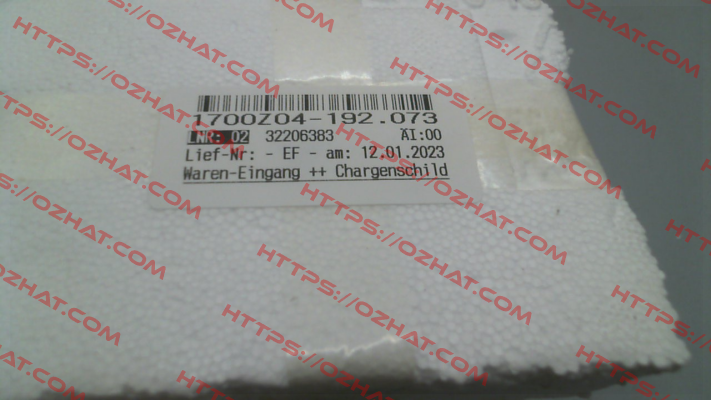 1700Z04-192.073
LNR: 02 32206383 ÄI:00
Lief-Nr: - EF - am: 12.01.2023
Waren-Eingang ++ Chargenschild
HTTPS://OZHAT.COM